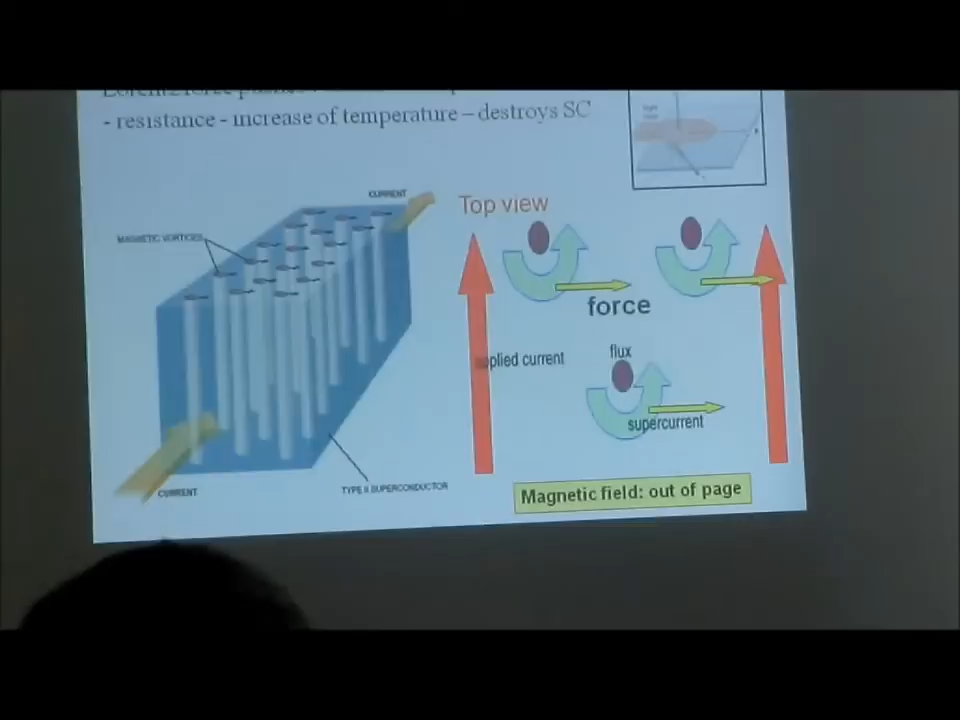 - resistance - increase of temperature – destroys SC
CURRENT
MAGNETIC VORTICES
Top view
force
plied current
flux
supercurrent
CURRENT
TYPE II SUPERCONDUCTOR
Magnetic field: out of page